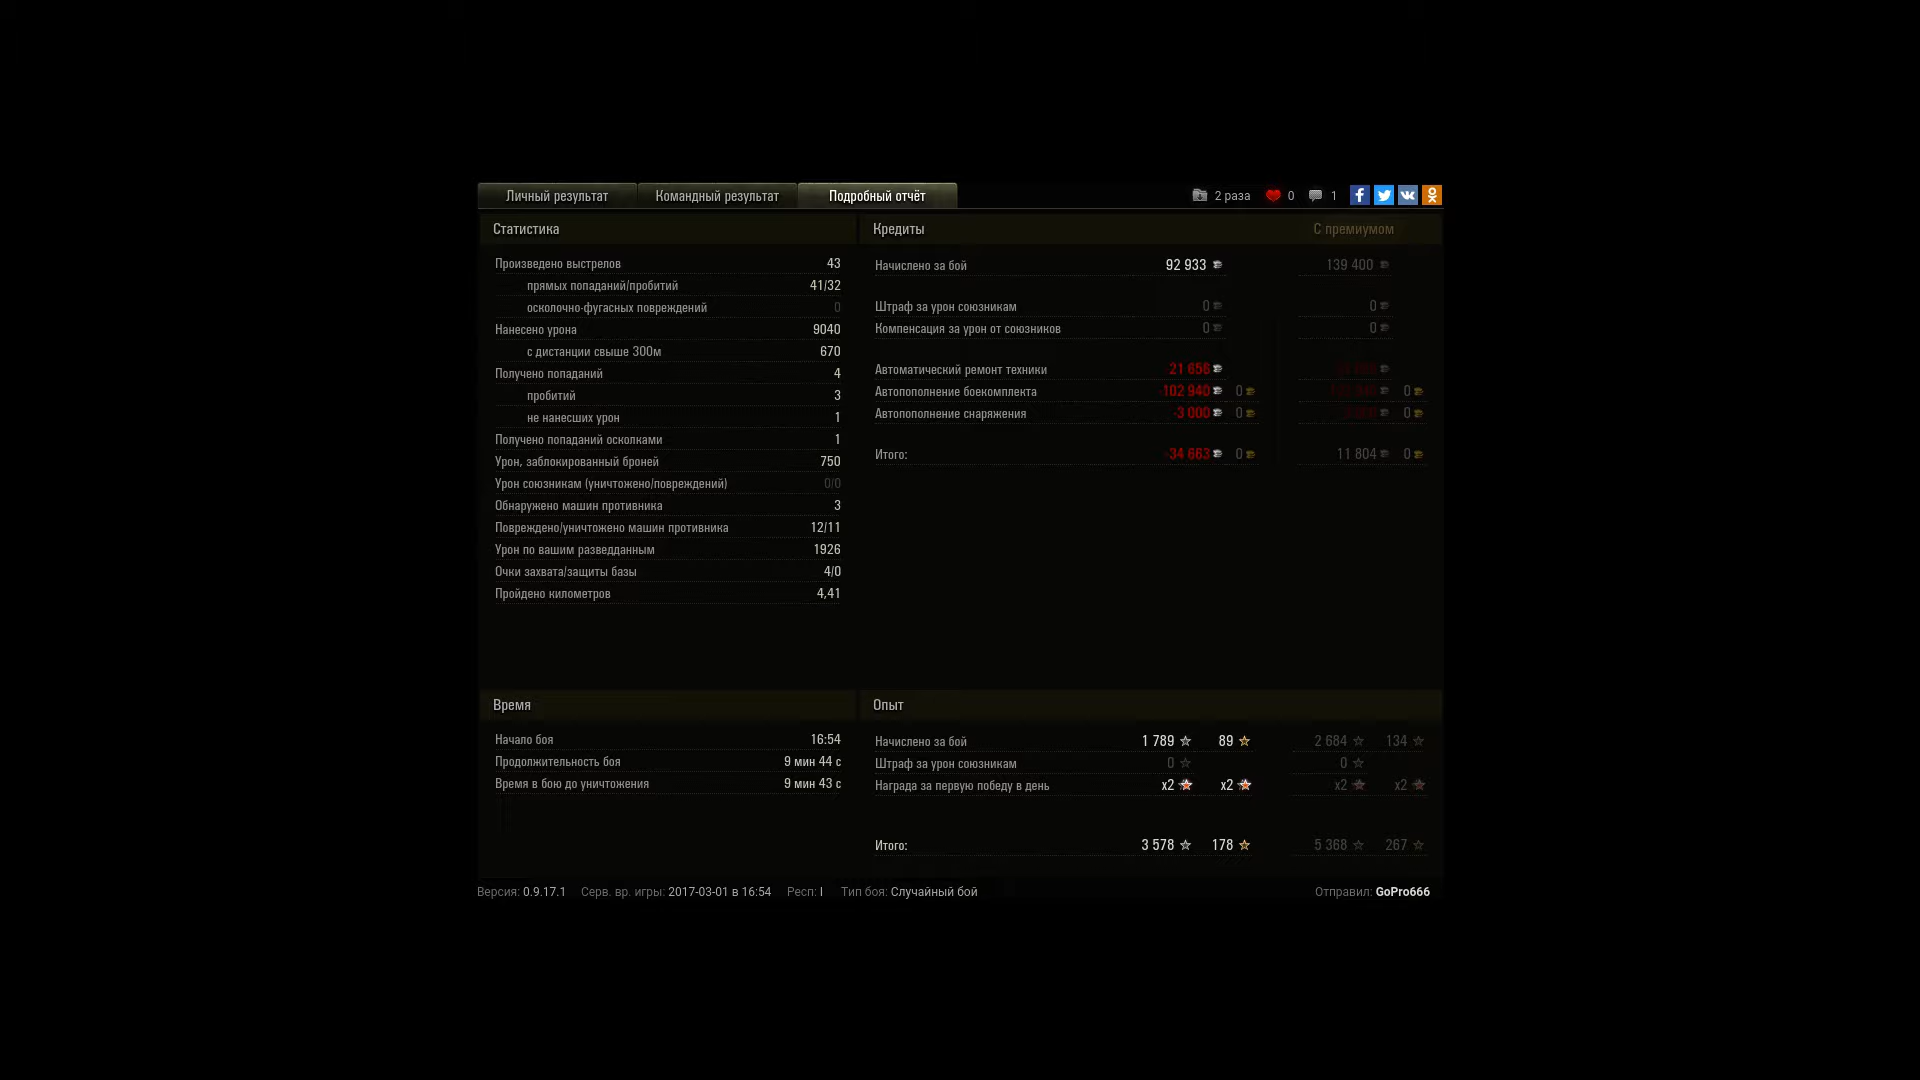 Личный результат Командный результат Подробный отчёт 2 раза 0 1
Статистика
Произведено выстрелов 43
прямых попаданий/пробитий 41/32
осколочно-фугасных повреждений 0
Нанесено урона 9040
с дистанции свыше 300м 670
Получено попаданий 4
пробитий 3
не нанесших урон 1
Получено попаданий осколками 1
Урон, заблокированный броней 750
Урон союзникам (уничтожено/повреждений) 0/0
Обнаружено машин противника 3
Повреждено/уничтожено машин противника 12/11
Урон по вашим разведданным 1926
Очки захвата/защиты базы 4/0
Пройдено километров 4,41
Кредиты С премиумом
Начислено за бой 92 933 139 400
Штраф за урон союзникам 0 0
Компенсация за урон от союзников 0 0
Автоматический ремонт техники -21 656
Автопополнение боекомплекта -102 940 0 0
Автопополнение снаряжения -3 000 0 0
Итого: -34 663 0 11 804 0
Время
Начало боя 16:54
Продолжительность боя 9 мин 44 с
Время в бою до уничтожения 9 мин 43 с
Опыт
Начислено за бой 1 789 89 2 684 134
Штраф за урон союзникам 0 0
Награда за первую победу в день x2 x2 x2 x2
Итого: 3 578 178 5 368 267
Версия: 0.9.17.1 Серв. вр. игры: 2017-03-01 в 16:54 Респ: I Тип боя: Случайный бой Отправил: GoPro666